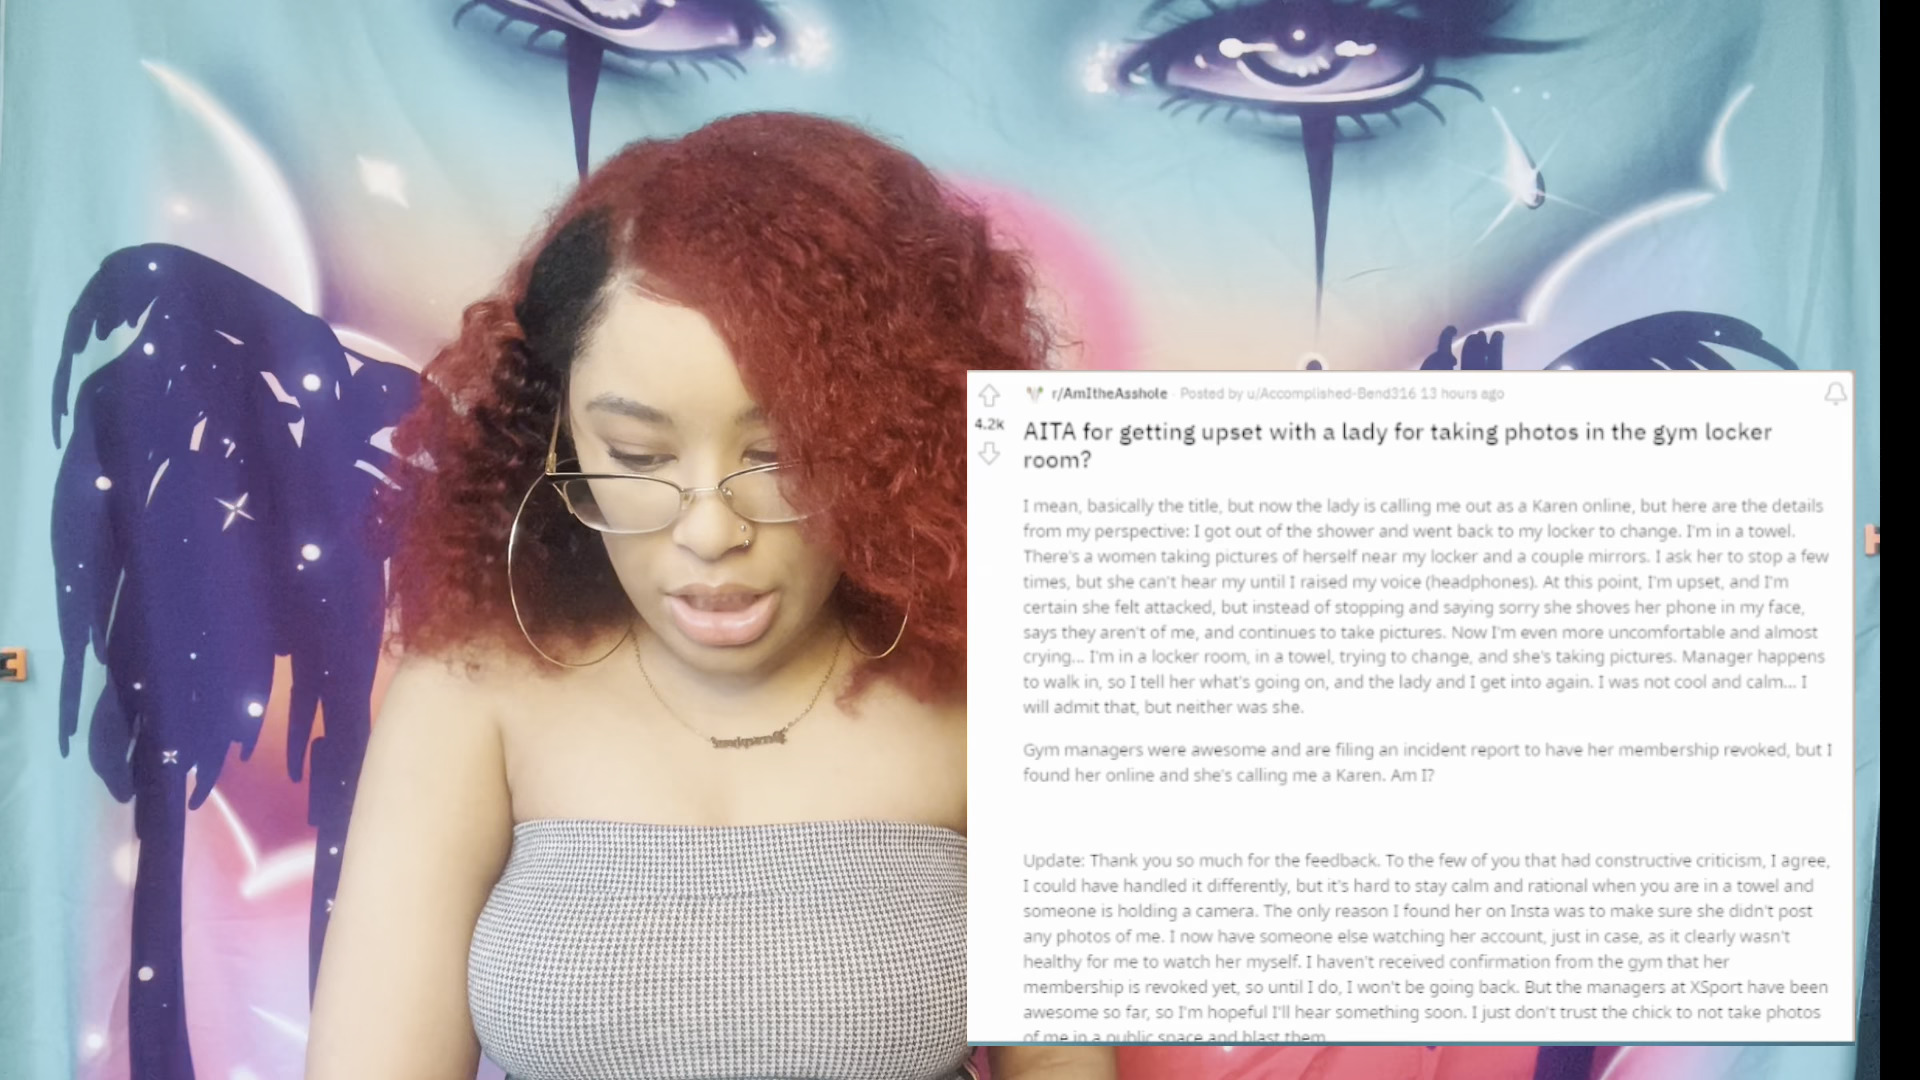 r/AmItheAsshole · Posted by u/Accomplished-Bend316 13 hours ago
4.2k
AITA for getting upset with a lady for taking photos in the gym locker
room?
I mean, basically the title, but now the lady is calling me out as a Karen online, but here are the details
from my perspective: I got out of the shower and went back to my locker to change. I'm in a towel.
There's a women taking pictures of herself near my locker and a couple mirrors. I ask her to stop a few
times, but she can't hear my until I raised my voice (headphones). At this point, I'm upset, and I'm
certain she felt attacked, but instead of stopping and saying sorry she shoves her phone in my face,
says they aren't of me, and continues to take pictures. Now I'm even more uncomfortable and almost
crying... I'm in a locker room, in a towel, trying to change, and she's taking pictures. Manager happens
to walk in, so I tell her what's going on, and the lady and I get into again. I was not cool and calm... I
will admit that, but neither was she.
Gym managers were awesome and are filing an incident report to have her membership revoked, but I
found her online and she's calling me a Karen. Am I?
Update: Thank you so much for the feedback. To the few of you that had constructive criticism, I agree,
I could have handled it differently, but it's hard to stay calm and rational when you are in a towel and
someone is holding a camera. The only reason I found her on Insta was to make sure she didn't post
any photos of me. I now have someone else watching her account, just in case, as it clearly wasn't
healthy for me to watch her myself. I haven't received confirmation from the gym that her
membership is revoked yet, so until I do, I won't be going back. But the managers at XSport have been
awesome so far, so I'm hopeful I'll hear something soon. I just don't trust the chick to not take photos
of me in a public space and blast them